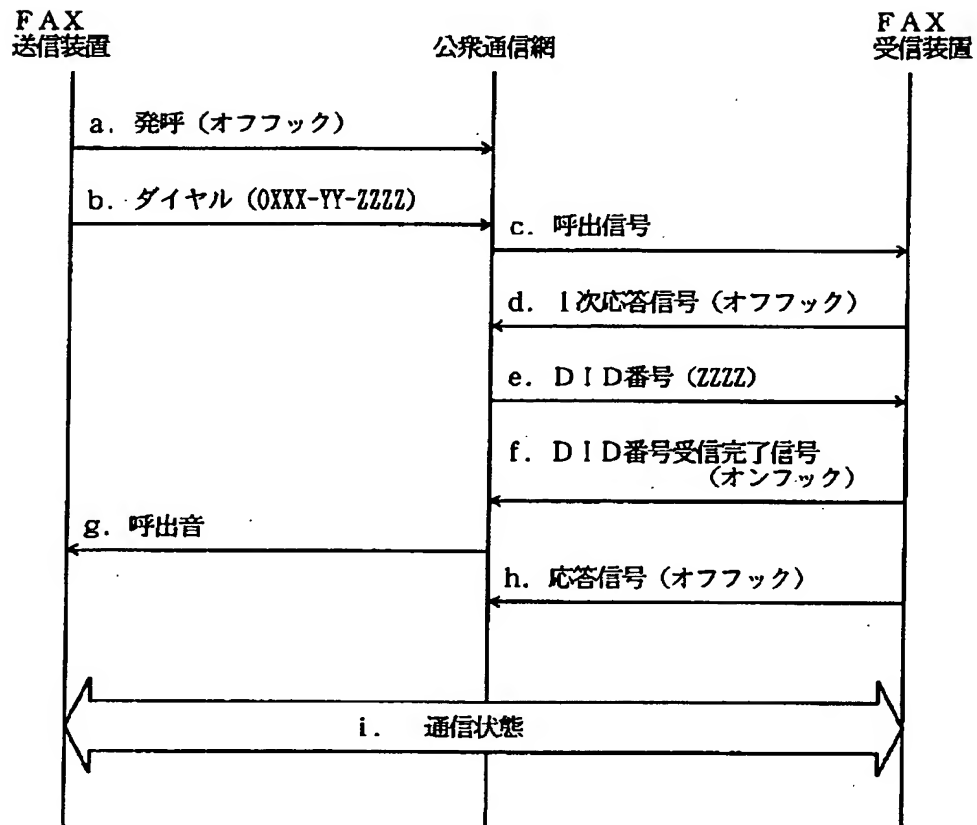 FAX
送信装置
公衆通信網
FAX
受信装置
a. 発呼（オフフック）
b. ダイヤル（0XXX-YY-ZZZZ）
c. 呼出信号
d. 1次応答信号（オフフック）
e. DID番号（ZZZZ）
f. DID番号受信完了信号
（オンフック）
g. 呼出音
h. 応答信号（オフフック）
i. 通信状態